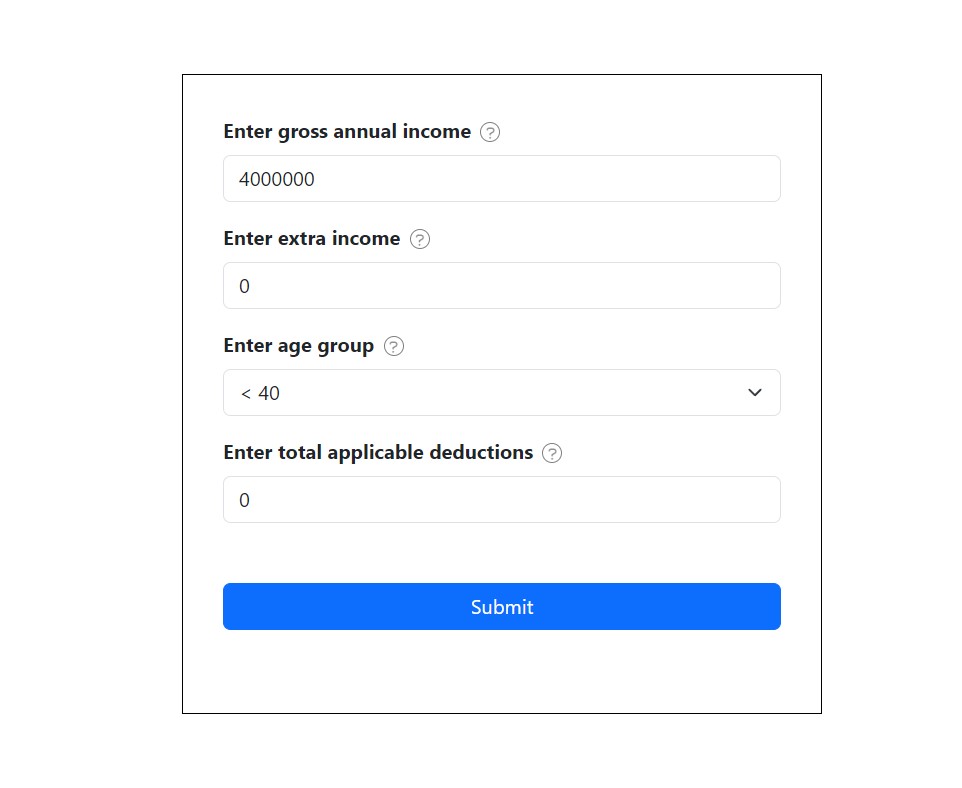 Enter gross annual income ?
4000000
Enter extra income ?
0
Enter age group ?
< 40
Enter total applicable deductions ?
0
Submit